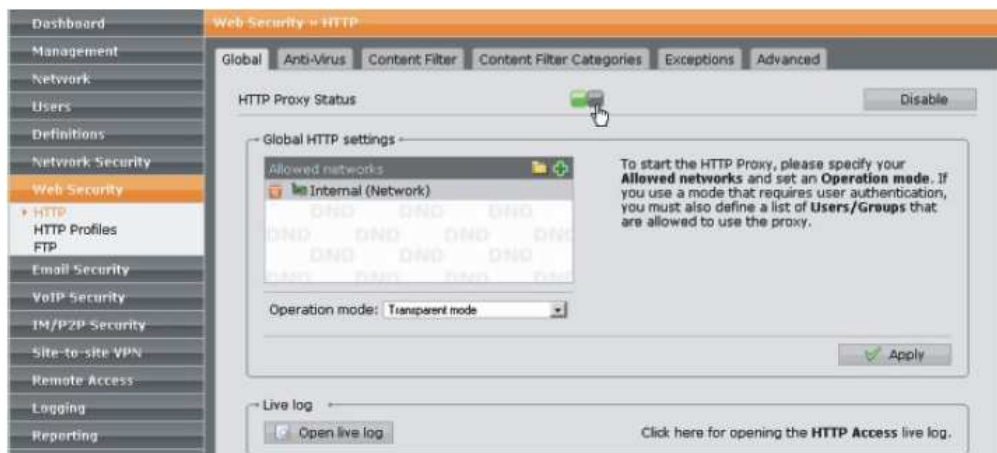 Dashboard
Management
Network
Users
Definitions
Network Security
Web Security
HTTP
HTTP Profiles
FTP
Email Security
VoIP Security
IM/P2P Security
Site-to-site VPN
Remote Access
Logging
Reporting
Web Security » HTTP
Global Anti-Virus Content Filter Content Filter Categories Exceptions Advanced
HTTP Proxy Status
Disable
Global HTTP settings
Allowed networks
Internal (Network)
DND DND DND
DND DND DND DND
DND DND DND
DND DND DND DND
Operation mode: Transparent mode
To start the HTTP Proxy, please specify your
Allowed networks and set an Operation mode. If
you use a mode that requires user authentication,
you must also define a list of Users/Groups that
are allowed to use the proxy.
Apply
Live log
Open live log
Click here for opening the HTTP Access live log.